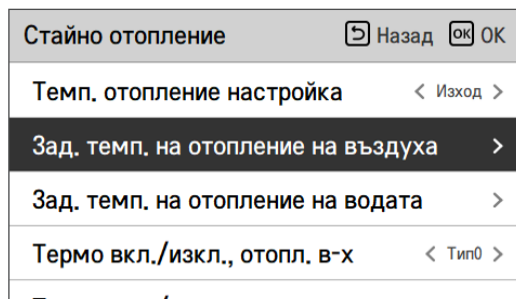 Стайно отопление Назад ОК OK
Темп. отопление настройка < Изход >
Зад. темп. на отопление на въздуха >
Зад. темп. на отопление на водата >
Термо вкл./изкл., отопл. в-х < Тип0 >